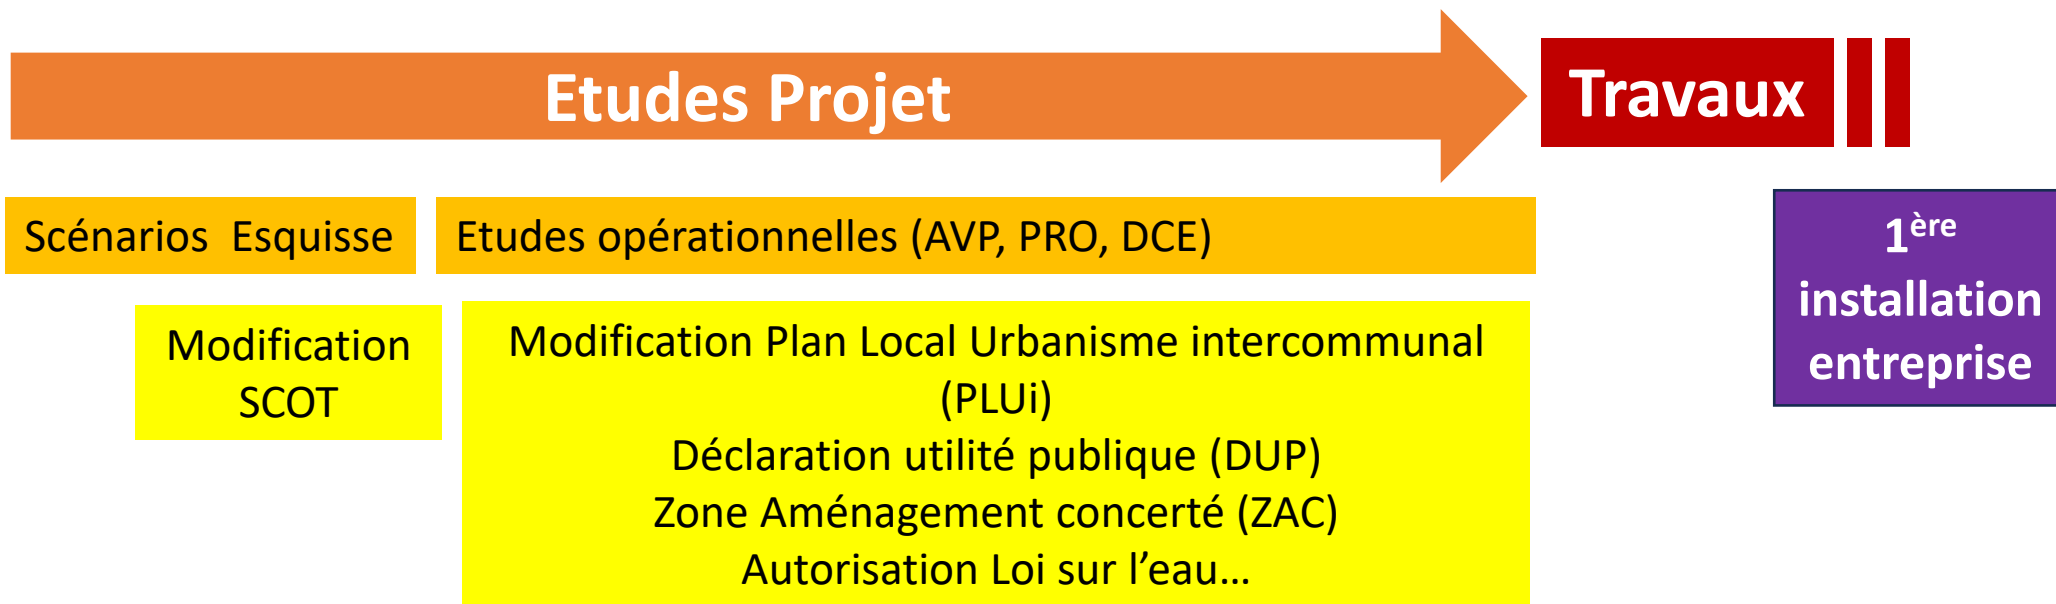 Etudes Projet
Travaux
Scénarios  Esquisse
Etudes opérationnelles (AVP, PRO, DCE)
1ère
installation
entreprise
Modification
SCOT
Modification Plan Local Urbanisme intercommunal
(PLUi)
Déclaration utilité publique (DUP)
Zone Aménagement concerté (ZAC)
Autorisation Loi sur l’eau…